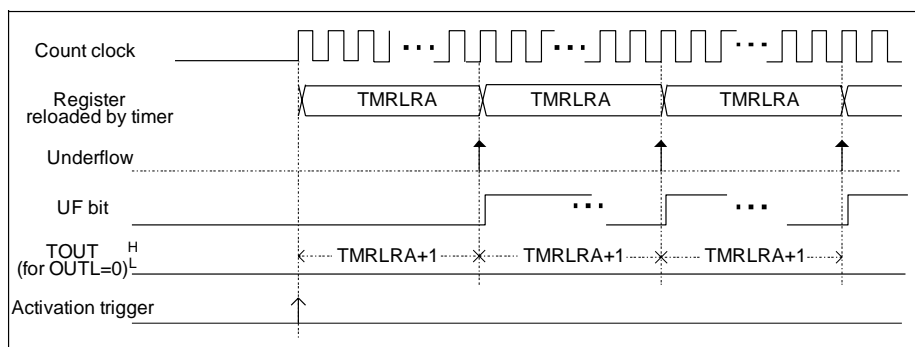 Count clock
Register
reloaded by timer
TMRLRA TMRLRA TMRLRA
Underflow
UF bit
TOUT H
(for OUTL=0) L
TMRLRA+1 TMRLRA+1 TMRLRA+1
Activation trigger